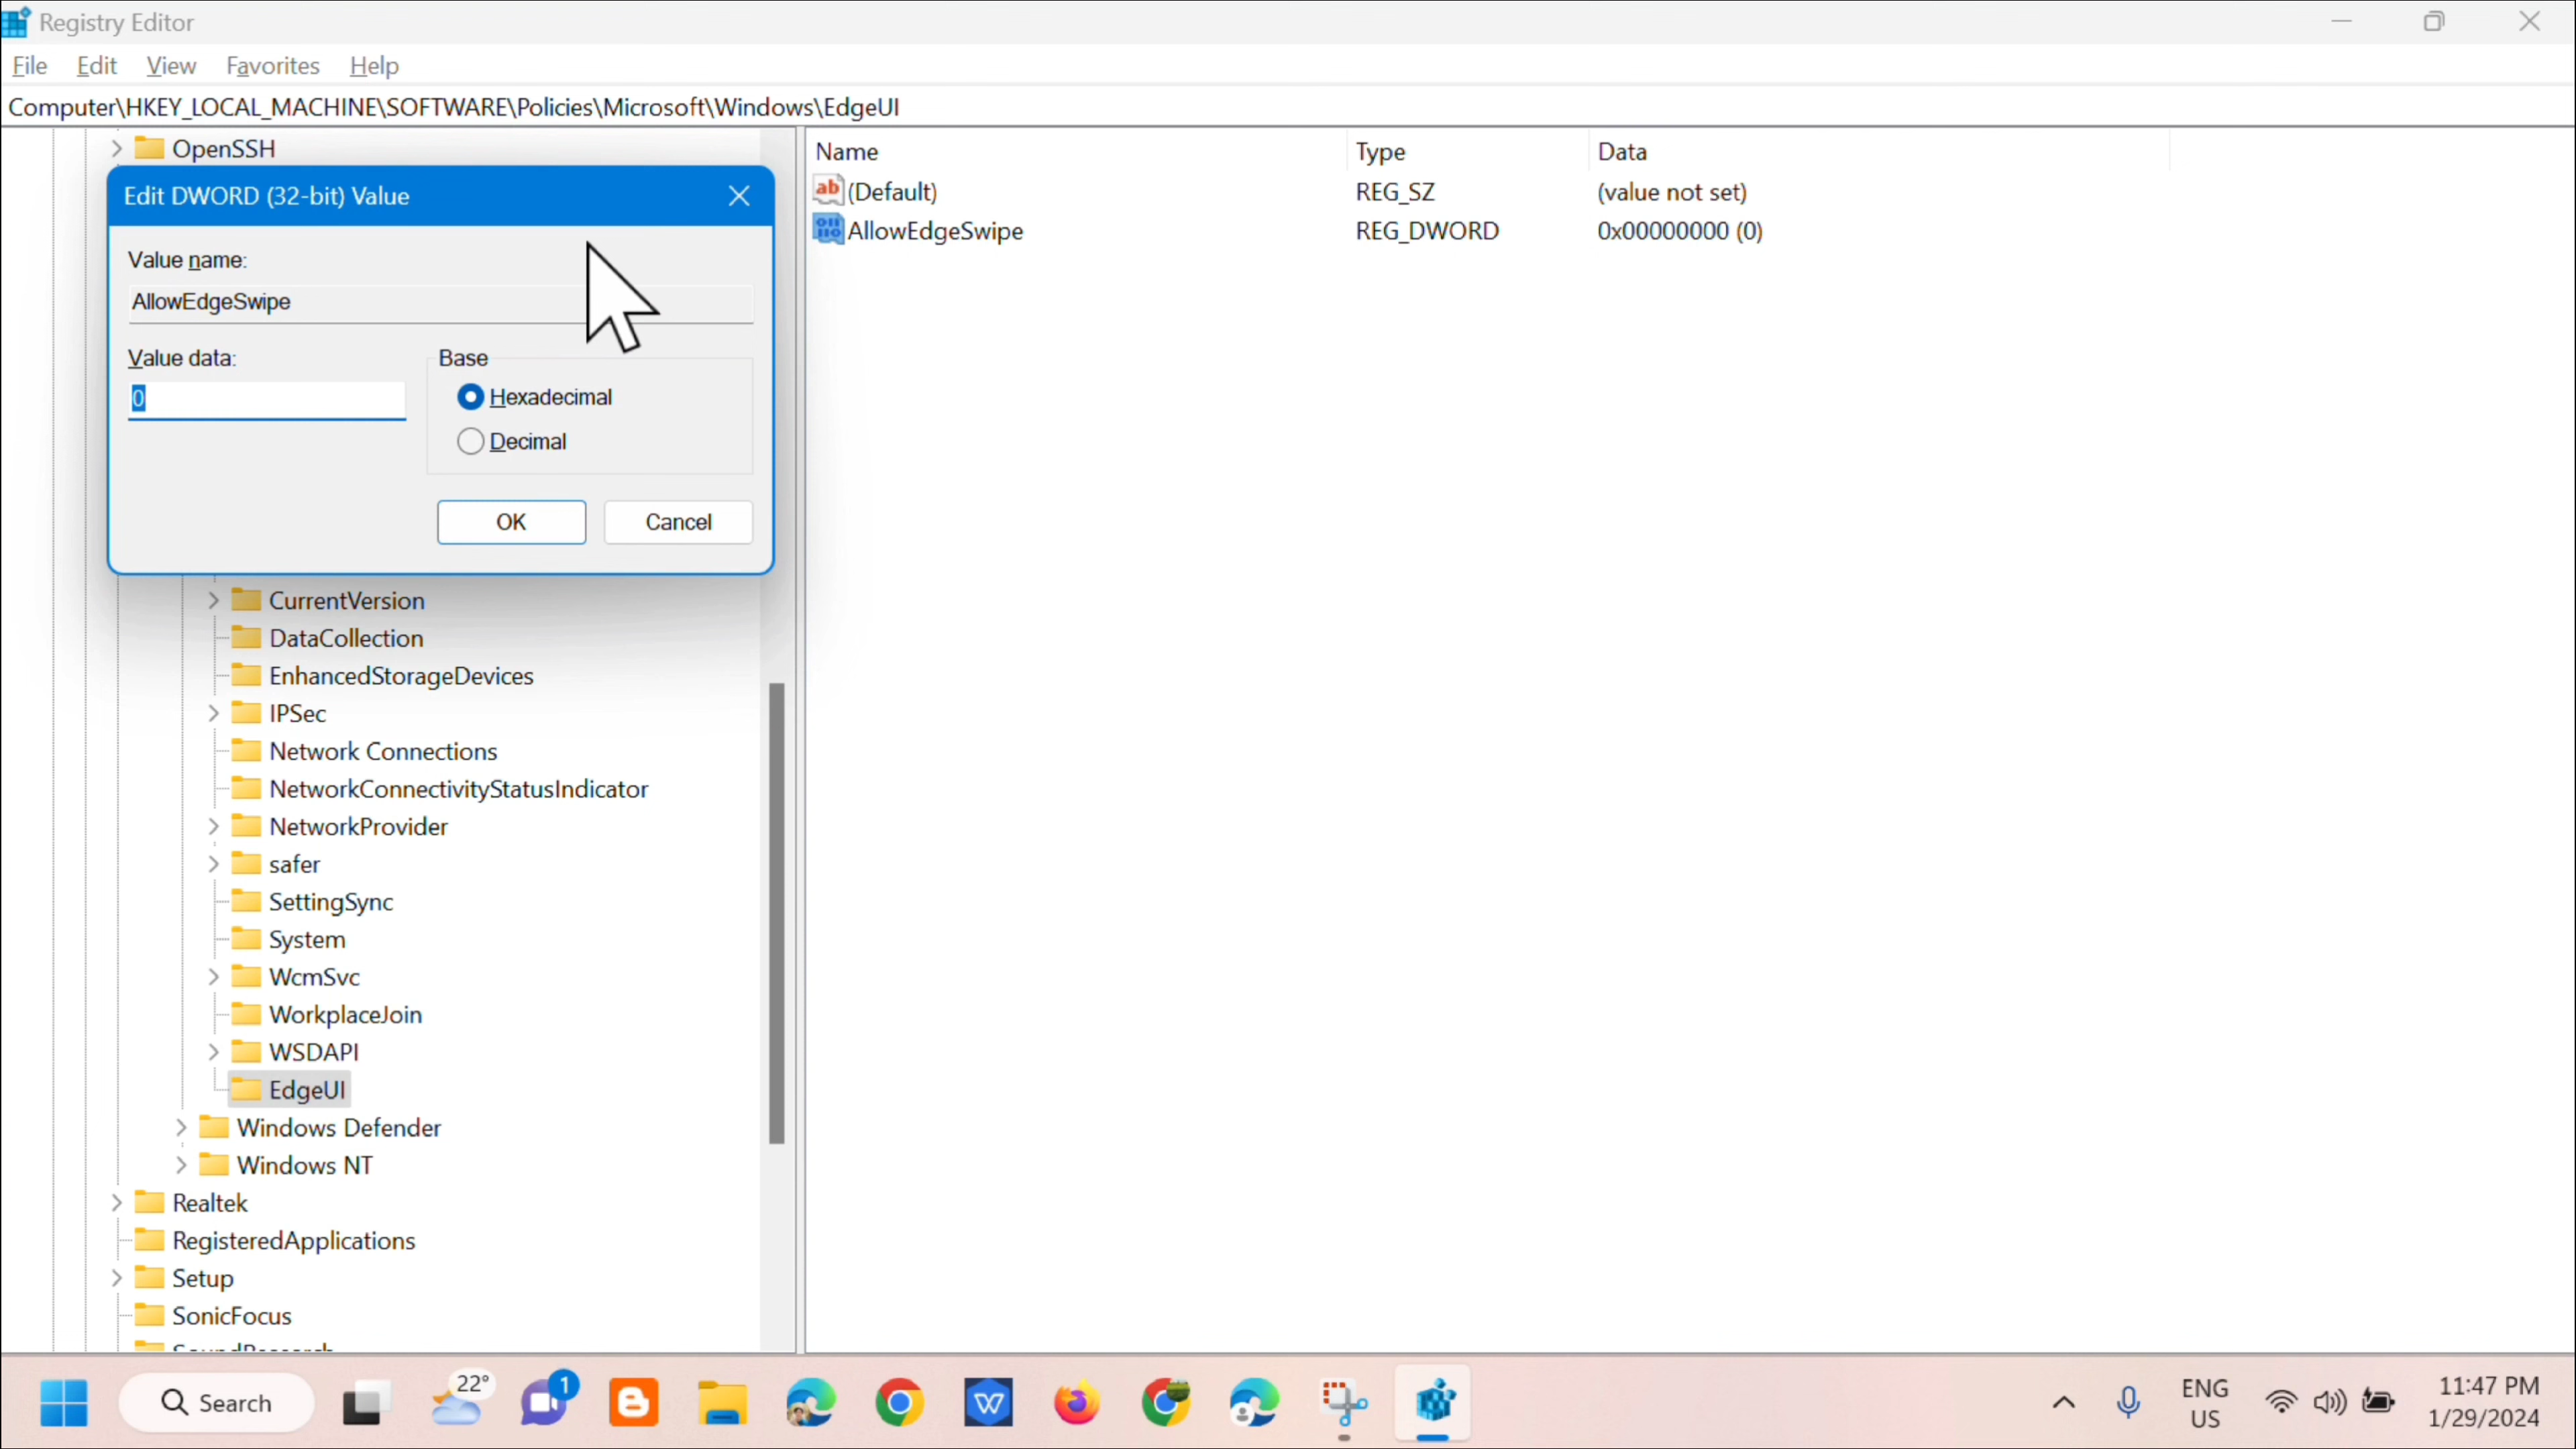 Registry Editor
File Edit View Favorites Help
Computer\HKEY_LOCAL_MACHINE\SOFTWARE\Policies\Microsoft\Windows\EdgeUI
OpenSSH
Edit DWORD (32-bit) Value
Value name:
AllowEdgeSwipe
Value data:
0
Base
Hexadecimal
Decimal
OK
Cancel
CurrentVersion
DataCollection
EnhancedStorageDevices
IPSec
Network Connections
NetworkConnectivityStatusIndicator
NetworkProvider
safer
SettingSync
System
WcmSvc
WorkplaceJoin
WSDAPI
EdgeUI
Windows Defender
Windows NT
Realtek
RegisteredApplications
Setup
SonicFocus
Name Type Data
(Default) REG_SZ (value not set)
AllowEdgeSwipe REG_DWORD 0x00000000 (0)
Search
22°
1
ENG
US
11:47 PM
1/29/2024